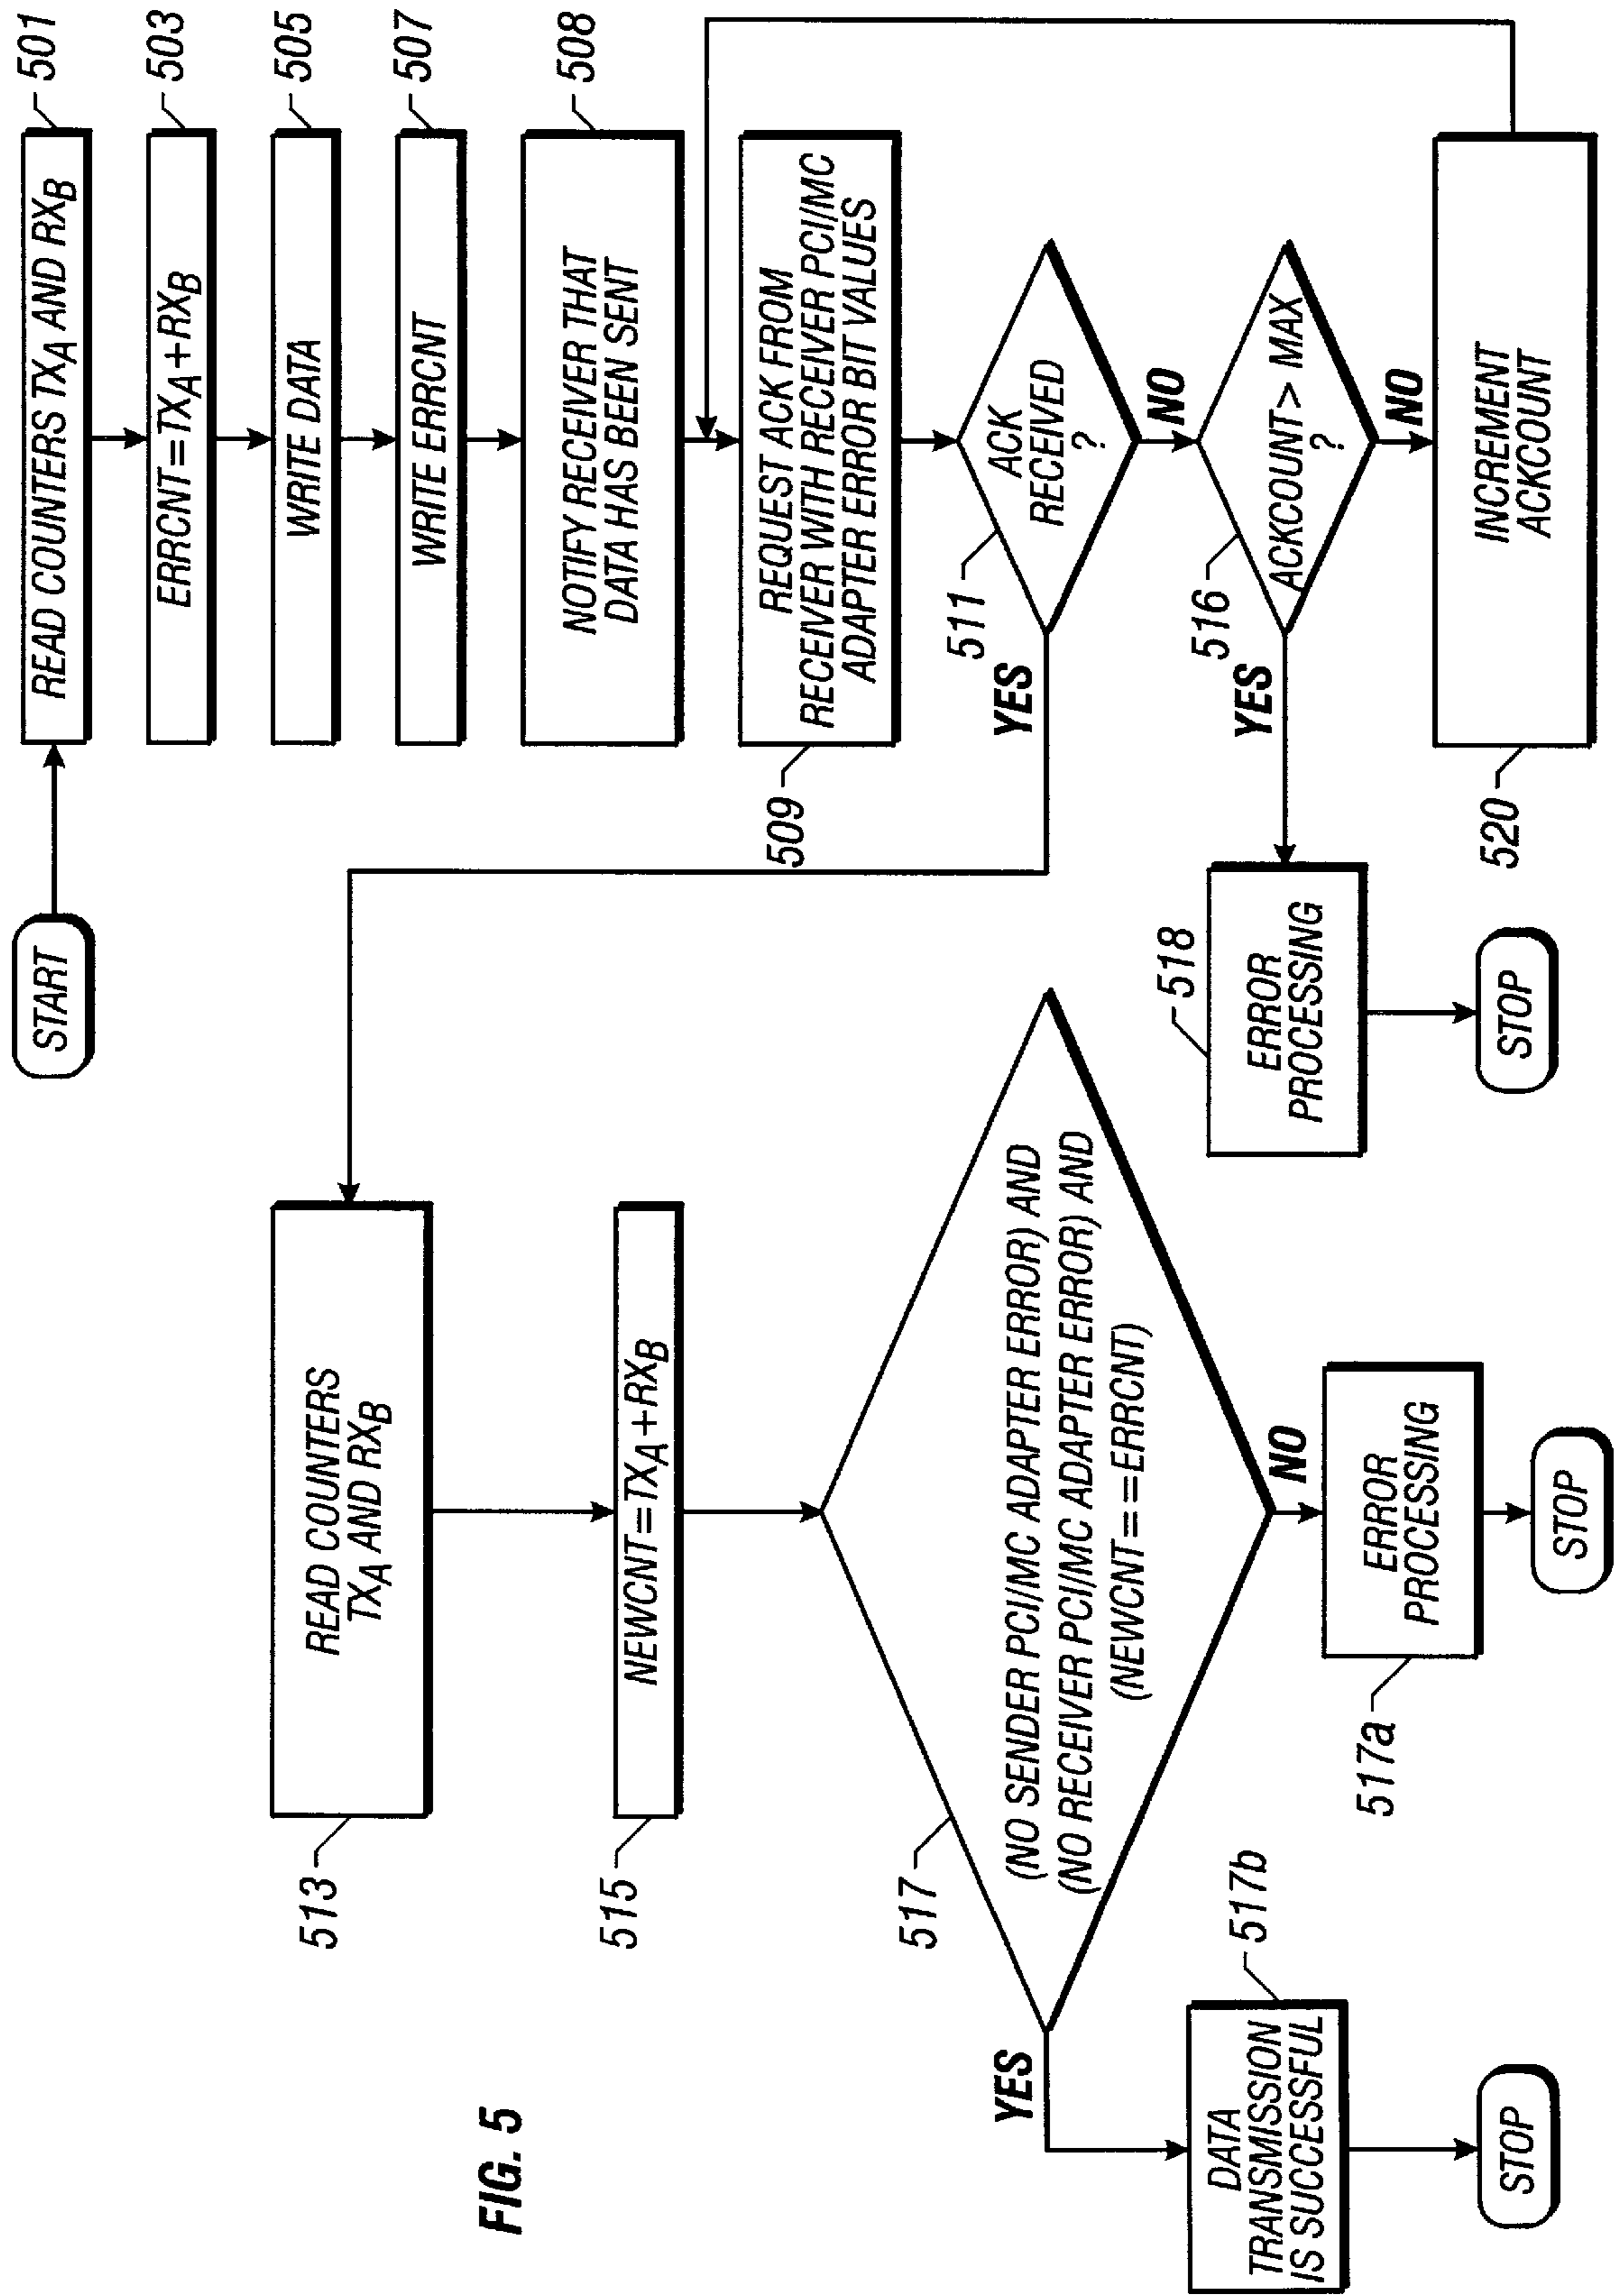 START
501
READ COUNTERS TXA AND RXB
503
ERRCNT = TXA + RXB
505
WRITE DATA
507
WRITE ERRCNT
508
NOTIFY RECEIVER THAT
DATA HAS BEEN SENT
509
REQUEST ACK FROM
RECEIVER WITH RECEIVER PCI/MC
ADAPTER ERROR BIT VALUES
511
ACK
RECEIVED
?
YES
NO
516
ACKCOUNT > MAX
?
YES
NO
518
ERROR
PROCESSING
STOP
520
INCREMENT
ACKCOUNT
513
READ COUNTERS
TXA AND RXB
515
NEWCNT = TXA + RXB
517
(NO SENDER PCI/MC ADAPTER ERROR) AND
(NO RECEIVER PCI/MC ADAPTER ERROR) AND
(NEWCNT = = ERRCNT)
YES
NO
517b
DATA
TRANSMISSION
IS SUCCESSFUL
STOP
517a
ERROR
PROCESSING
STOP
FIG. 5